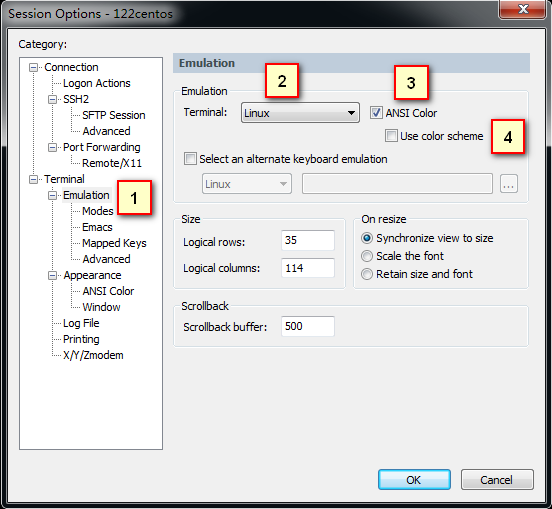 Session Options - 122centos
Category:
Connection
Logon Actions
SSH2
SFTP Session
Advanced
Port Forwarding
Remote/X11
Terminal
Emulation
Modes
Emacs
Mapped Keys
Advanced
Appearance
ANSI Color
Window
Log File
Printing
X/Y/Zmodem
1
Emulation
2
3
Emulation
Terminal:
Linux
ANSI Color
4
Use color scheme
Select an alternate keyboard emulation
Linux
...
Size
Logical rows:
35
Logical columns:
114
On resize
Synchronize view to size
Scale the font
Retain size and font
Scrollback
Scrollback buffer:
500
OK
Cancel